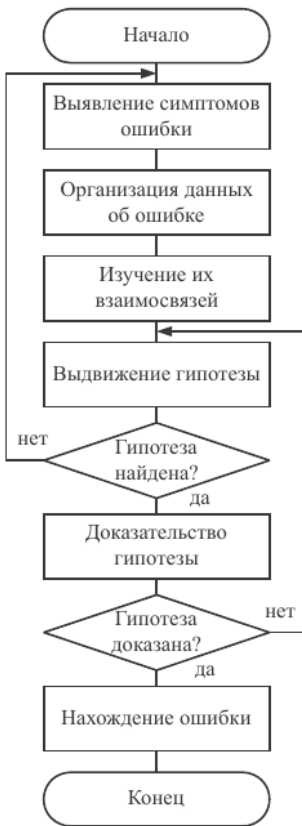 Начало
Выявление симптомов
ошибки
Организация данных
об ошибке
Изучение их
взаимосвязей
Выдвижение гипотезы
нет
Гипотеза
найдена?
да
Доказательство
гипотезы
Гипотеза
доказана?
нет
да
Нахождение ошибки
Конец